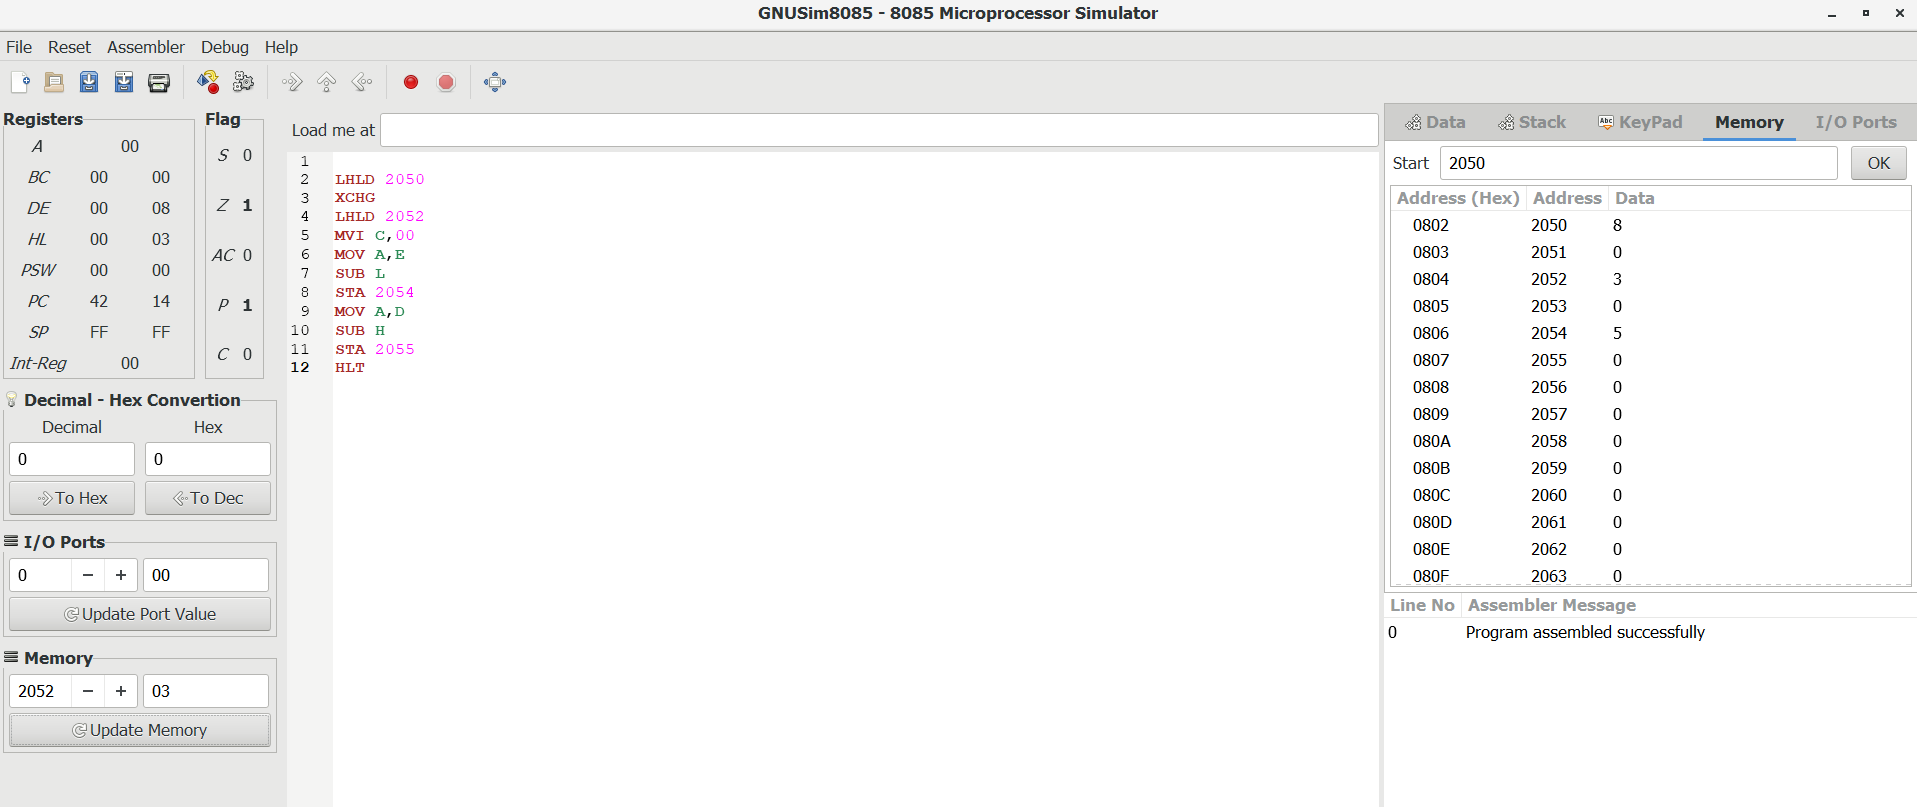 GNUSim8085 - 8085 Microprocessor Simulator
File Reset Assembler Debug Help
Registers
A 00
BC 00 00
DE 00 08
HL 00 03
PSW 00 00
PC 42 14
SP FF FF
Int-Reg 00
Flag
S 0
Z 1
AC 0
P 1
C 0
Decimal - Hex Convertion
Decimal Hex
0 0
To Hex To Dec
I/O Ports
0 − + 00
Update Port Value
Memory
2052 − + 03
Update Memory
Load me at
1
2 LHLD 2050
3 XCHG
4 LHLD 2052
5 MVI C,00
6 MOV A,E
7 SUB L
8 STA 2054
9 MOV A,D
10 SUB H
11 STA 2055
12 HLT
Data Stack Abc KeyPad Memory I/O Ports
Start 2050 OK
Address (Hex) Address Data
0802 2050 8
0803 2051 0
0804 2052 3
0805 2053 0
0806 2054 5
0807 2055 0
0808 2056 0
0809 2057 0
080A 2058 0
080B 2059 0
080C 2060 0
080D 2061 0
080E 2062 0
080F 2063 0
Line No Assembler Message
0 Program assembled successfully